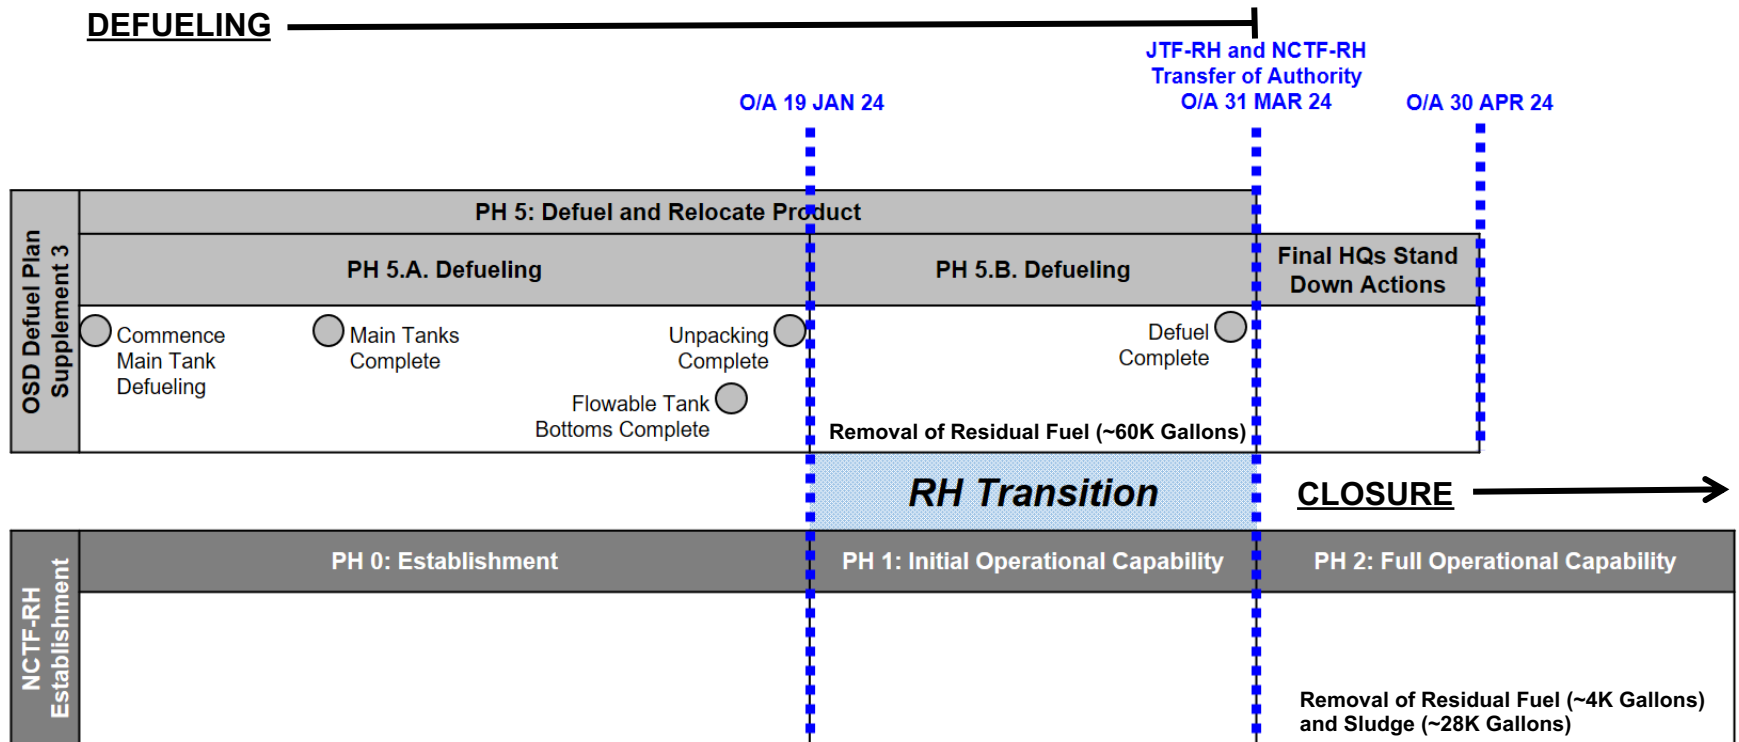 DEFUELING
JTF-RH and NCTF-RH
Transfer of Authority
O/A 19 JAN 24
O/A 31 MAR 24
O/A 30 APR 24
OSD Defuel Plan
Supplement 3
PH 5: Defuel and Relocate Product
PH 5.A. Defueling
PH 5.B. Defueling
Final HQs Stand
Down Actions
Commence
Main Tank
Defueling
Main Tanks
Complete
Unpacking
Complete
Flowable Tank
Bottoms Complete
Defuel
Complete
Removal of Residual Fuel (~60K Gallons)
RH Transition
CLOSURE
NCTF-RH
Establishment
PH 0: Establishment
PH 1: Initial Operational Capability
PH 2: Full Operational Capability
Removal of Residual Fuel (~4K Gallons)
and Sludge (~28K Gallons)